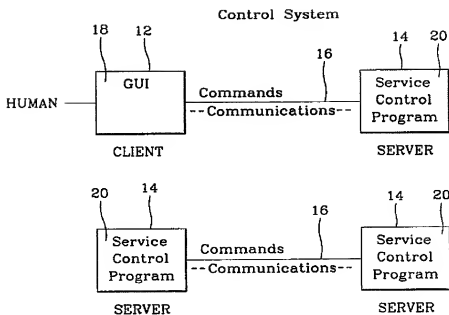 Control System
18
12
16
14
20
HUMAN
GUI
Commands
--Communications--
Service
Control
Program
CLIENT
SERVER
20
14
16
14
20
Service
Control
Program
Commands
--Communications--
Service
Control
Program
SERVER
SERVER